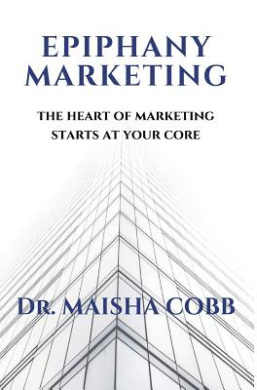 EPIPHANY
MARKETING
THE HEART OF MARKETING
STARTS AT YOUR CORE
DR. MAISHA COBB